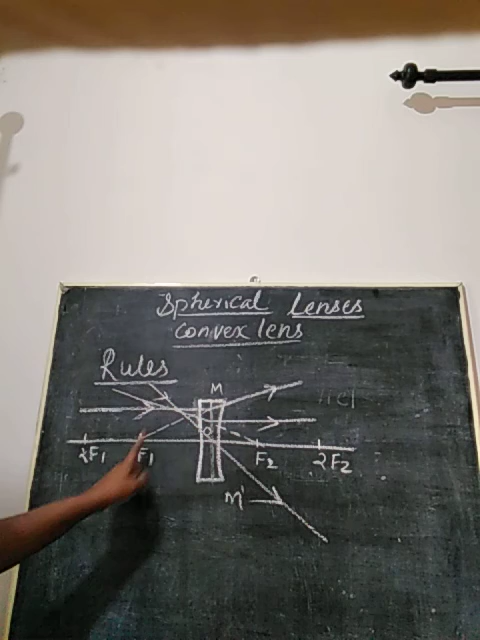 Spherical Lenses
convex lens
Rules
M
O
2F1 F1 F2 2F2
M'